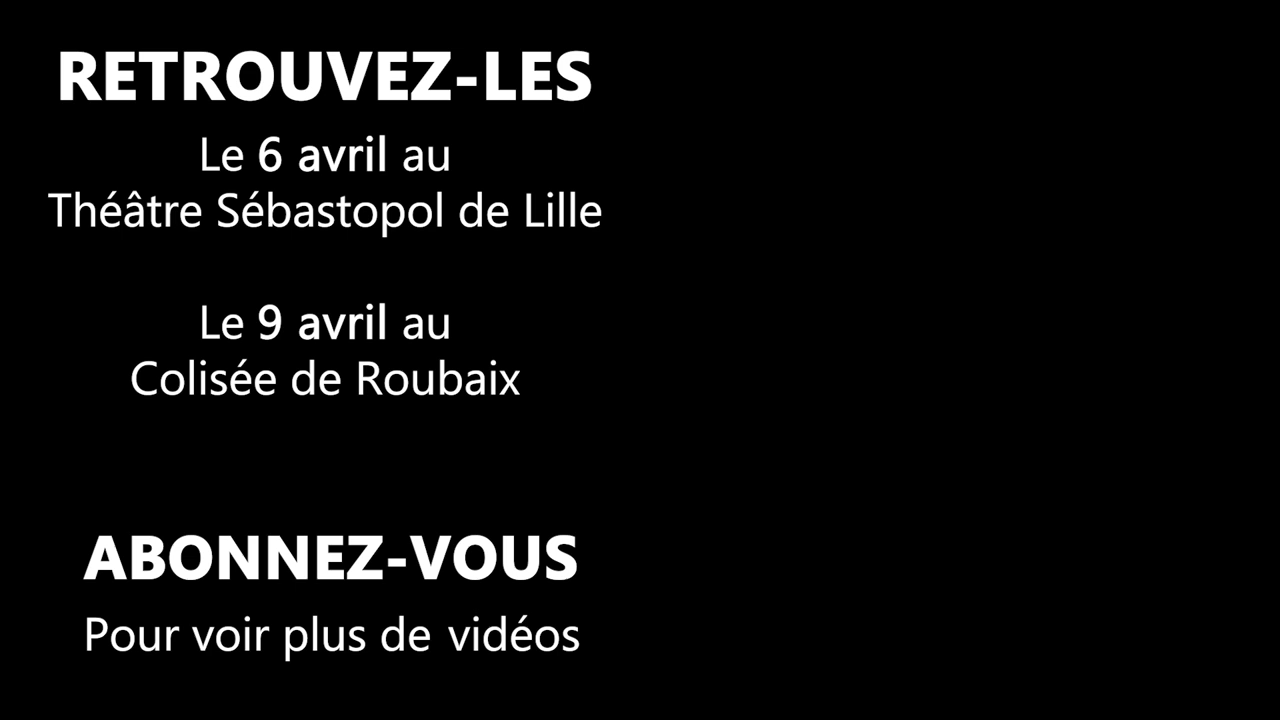 RETROUVEZ-LES
Le 6 avril au
Théâtre Sébastopol de Lille
Le 9 avril au
Colisée de Roubaix
ABONNEZ-VOUS
Pour voir plus de vidéos